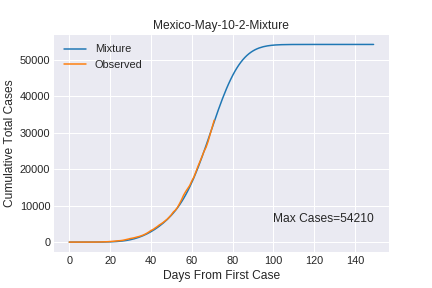 Mexico-May-10-2-Mixture
Mixture
Observed
Cumulative Total Cases
50000
40000
30000
20000
10000
0
Max Cases=54210
0 20 40 60 80 100 120 140
Days From First Case